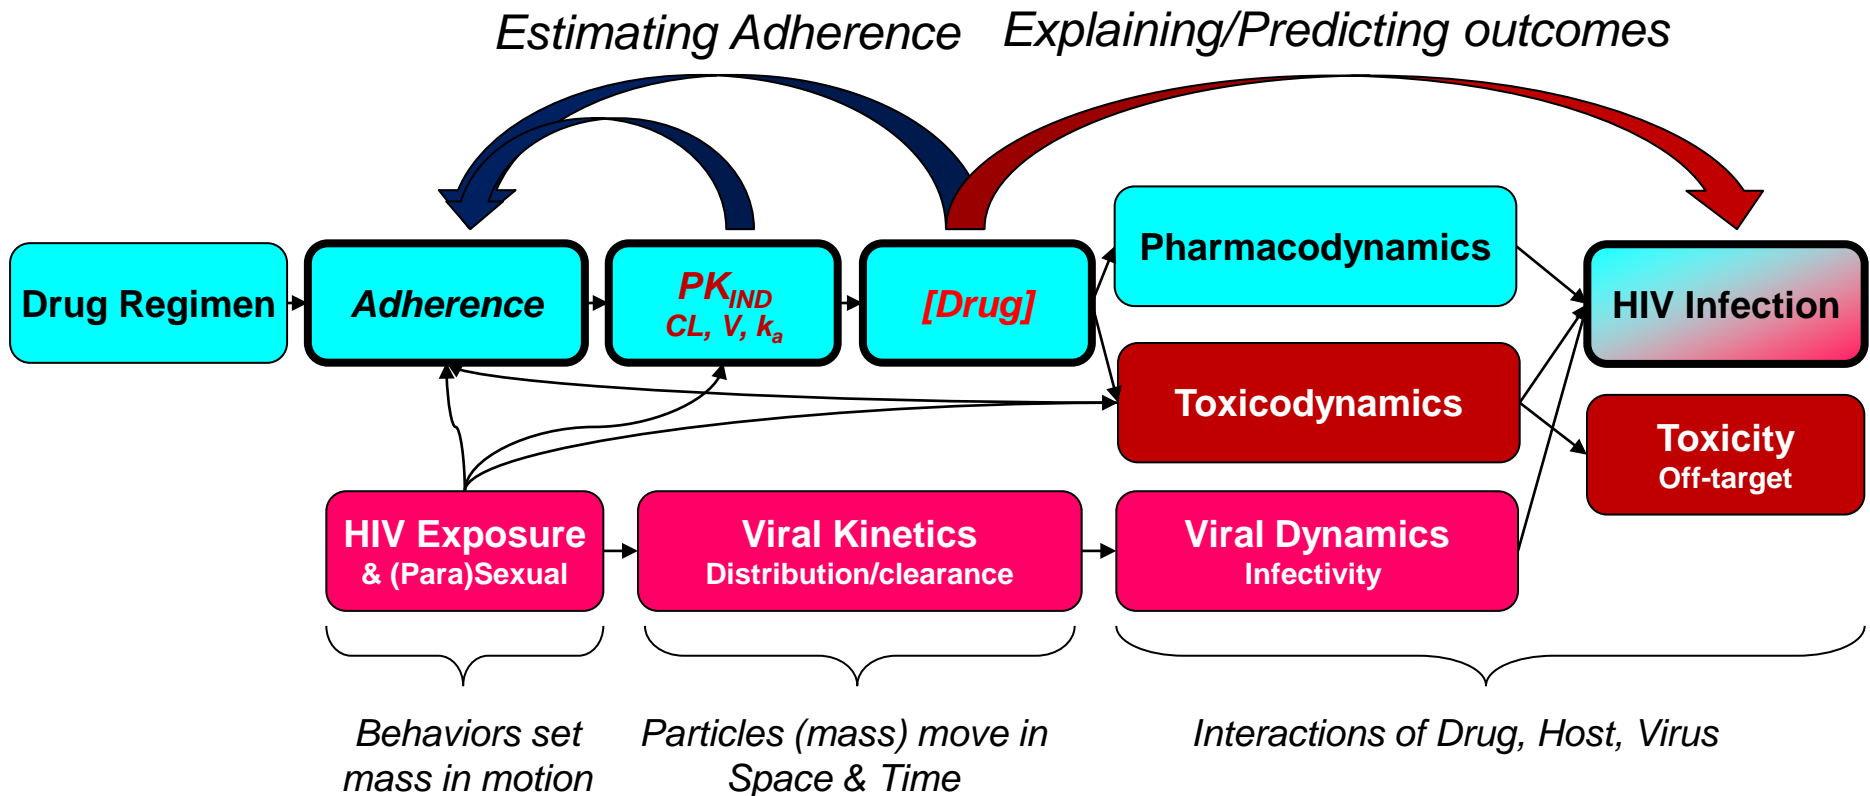 Estimating Adherence
Explaining/Predicting outcomes
Drug Regimen
Adherence
PK_IND
CL, V, k_a
[Drug]
Pharmacodynamics
HIV Infection
Toxicodynamics
Toxicity
Off-target
HIV Exposure
& (Para)Sexual
Viral Kinetics
Distribution/clearance
Viral Dynamics
Infectivity
Behaviors set
mass in motion
Particles (mass) move in
Space & Time
Interactions of Drug, Host, Virus